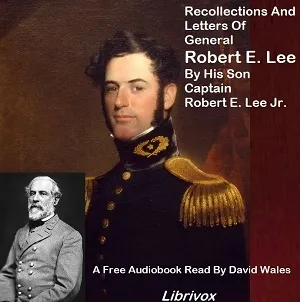 Recollections And
Letters Of
General
Robert E. Lee
By His Son
Captain
Robert E. Lee Jr.
A Free Audiobook Read By David Wales
Librivox